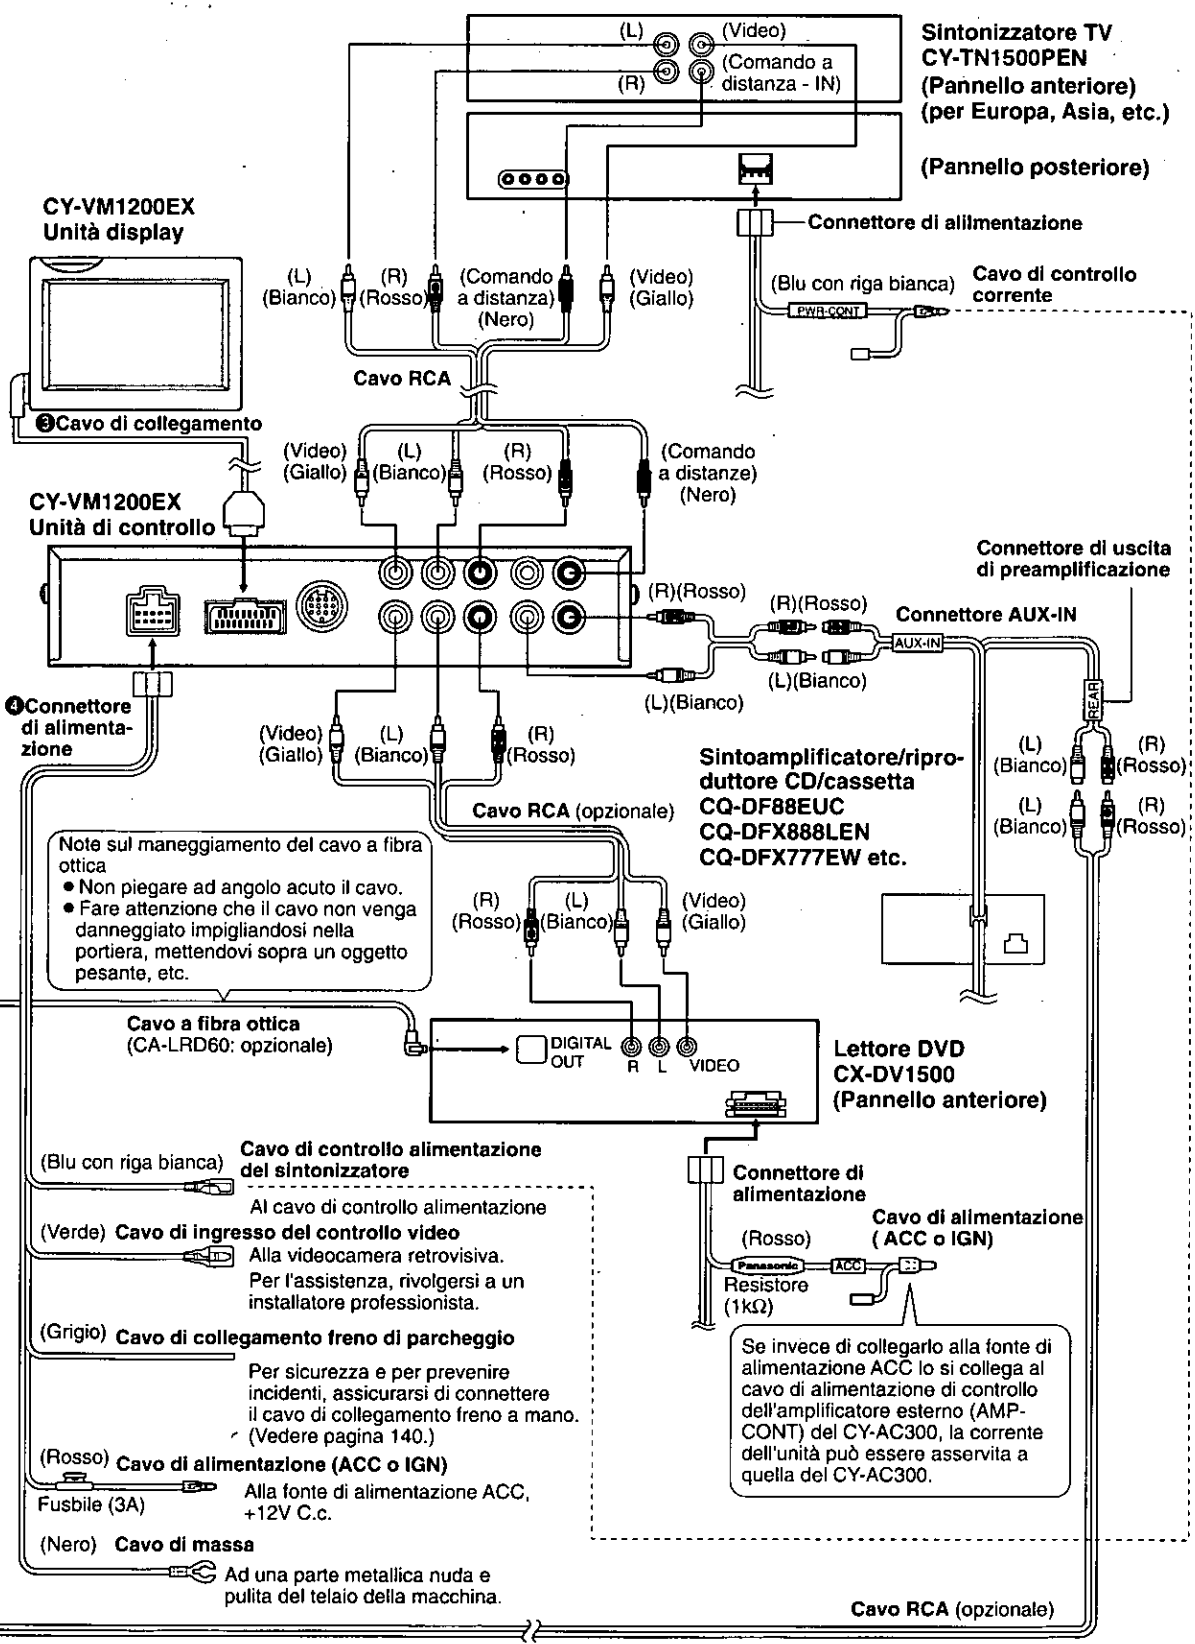 (L)
(Video)
(R)
(Comando a
distanza - IN)
Sintonizzatore TV
CY-TN1500PEN
(Pannello anteriore)
(per Europa, Asia, etc.)
(Pannello posteriore)
Connettore di alilmentazione
CY-VM1200EX
Unità display
(L)
(Bianco)
(R)
(Rosso)
(Comando
a distanza)
(Nero)
(Video)
(Giallo)
(Blu con riga bianca)
PWR-CONT
Cavo di controllo
corrente
Cavo RCA
❸Cavo di collegamento
(Video)
(Giallo)
(L)
(Bianco)
(R)
(Rosso)
(Comando
a distanze)
(Nero)
CY-VM1200EX
Unità di controllo
Connettore di uscita
di preamplificazione
(R)(Rosso)
(R)(Rosso)
Connettore AUX-IN
AUX-IN
(L)(Bianco)
(L)(Bianco)
REAR
❹Connettore
di alimenta-
zione
(Video)
(Giallo)
(L)
(Bianco)
(R)
(Rosso)
(L)
(Bianco)
(R)
(Rosso)
(L)
(Bianco)
(R)
(Rosso)
Sintoamplificatore/ripro-
duttore CD/cassetta
CQ-DF88EUC
CQ-DFX888LEN
CQ-DFX777EW etc.
Cavo RCA (opzionale)
Note sul maneggiamento del cavo a fibra
ottica
● Non piegare ad angolo acuto il cavo.
● Fare attenzione che il cavo non venga
danneggiato impigliandosi nella
portiera, mettendovi sopra un oggetto
pesante, etc.
(R)
(Rosso)
(L)
(Bianco)
(Video)
(Giallo)
Cavo a fibra ottica
(CA-LRD60: opzionale)
DIGITAL
OUT
R
L
VIDEO
Lettore DVD
CX-DV1500
(Pannello anteriore)
(Blu con riga bianca)
Cavo di controllo alimentazione
del sintonizzatore
Al cavo di controllo alimentazione
(Verde) Cavo di ingresso del controllo video
Alla videocamera retrovisiva.
Per l'assistenza, rivolgersi a un
installatore professionista.
(Grigio) Cavo di collegamento freno di parcheggio
Per sicurezza e per prevenire
incidenti, assicurarsi di connettere
il cavo di collegamento freno a mano.
(Vedere pagina 140.)
(Rosso) Cavo di alimentazione (ACC o IGN)
Fusbile (3A)
Alla fonte di alimentazione ACC,
+12V C.c.
(Nero) Cavo di massa
Ad una parte metallica nuda e
pulita del telaio della macchina.
Connettore di
alimentazione
Cavo di alimentazione
( ACC o IGN)
(Rosso)
Panasonic
ACC
Resistore
(1kΩ)
Se invece di collegarlo alla fonte di
alimentazione ACC lo si collega al
cavo di alimentazione di controllo
dell'amplificatore esterno (AMP-
CONT) del CY-AC300, la corrente
dell'unità può essere asservita a
quella del CY-AC300.
Cavo RCA (opzionale)